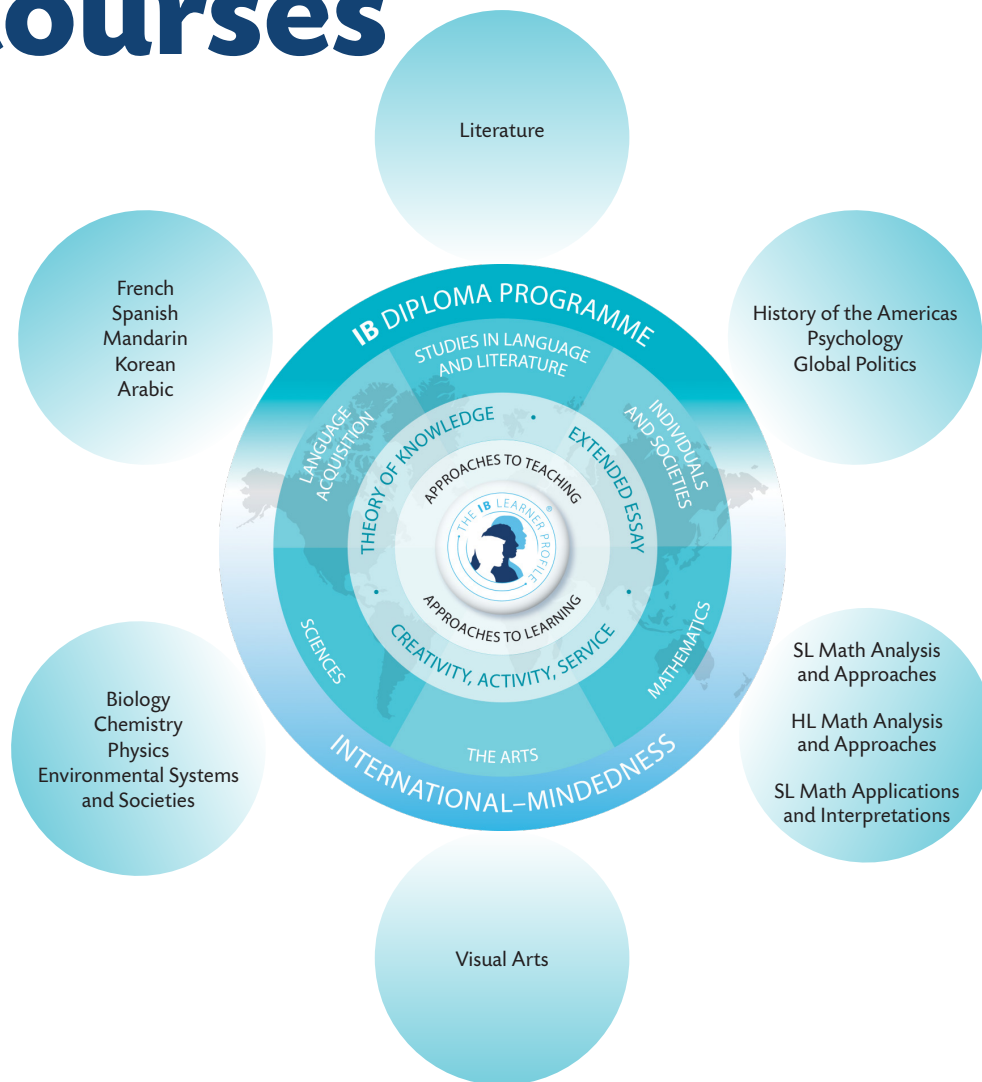 ourses
Literature
French
Spanish
Mandarin
Korean
Arabic
History of the Americas
Psychology
Global Politics
IB DIPLOMA PROGRAMME
STUDIES IN LANGUAGE
AND LITERATURE
LANGUAGE
ACQUISITION
INDIVIDUALS
AND SOCIETIES
THEORY OF KNOWLEDGE
EXTENDED ESSAY
APPROACHES TO TEACHING
THE IB LEARNER PROFILE
®
APPROACHES TO LEARNING
CREATIVITY, ACTIVITY, SERVICE
SCIENCES
MATHEMATICS
THE ARTS
INTERNATIONAL–MINDEDNESS
Biology
Chemistry
Physics
Environmental Systems
and Societies
SL Math Analysis
and Approaches
HL Math Analysis
and Approaches
SL Math Applications
and Interpretations
Visual Arts